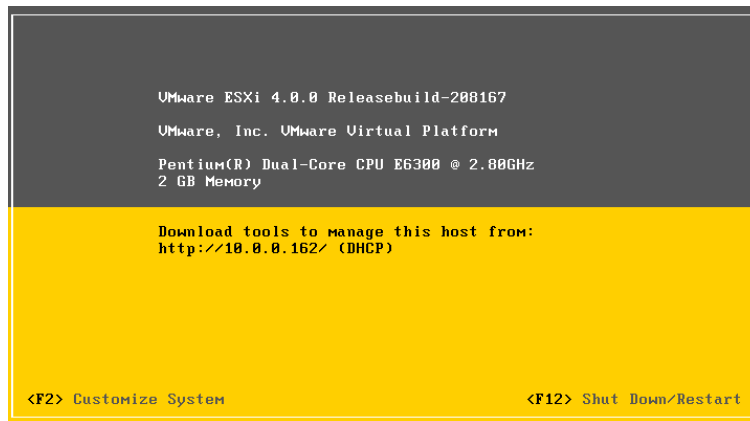 VMware ESXi 4.0.0 Releasebuild-208167
VMware, Inc. VMware Virtual Platform
Pentium(R) Dual-Core CPU E6300 @ 2.80GHz
2 GB Memory
Download tools to manage this host from:
http://10.0.0.162/ (DHCP)
<F2> Customize System
<F12> Shut Down/Restart